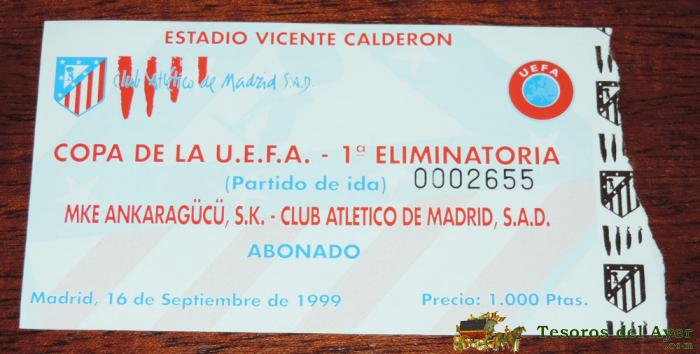 ESTADIO VICENTE CALDERON
Club Atlético de Madrid S.A.D.
UEFA
COPA DE LA U.E.F.A. - 1ª ELIMINATORIA
(Partido de ida) 0002655
MKE ANKARAGÜCÜ, S.K. - CLUB ATLETICO DE MADRID, S.A.D.
ABONADO
Madrid, 16 de Septiembre de 1999 Precio: 1.000 Ptas.
Tesoros del Ayer
.com